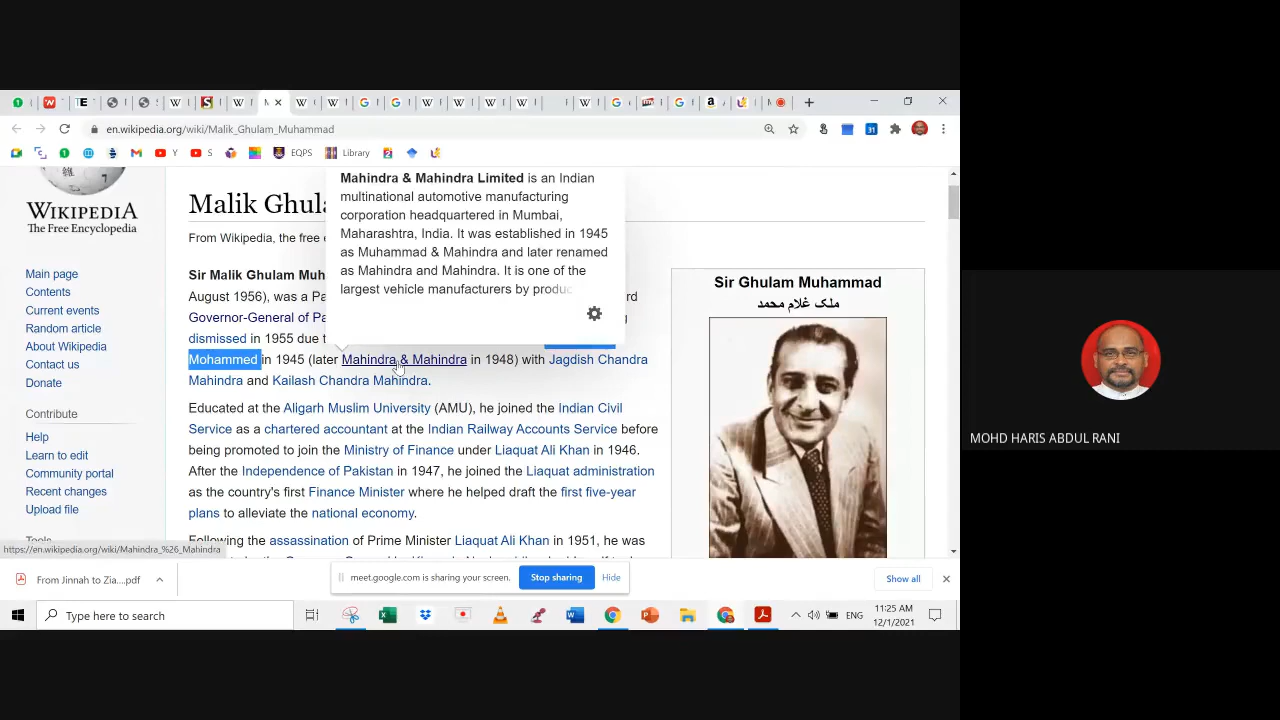 en.wikipedia.org/wiki/Malik_Ghulam_Muhammad
EQPS
Library
WIKIPEDIA
The Free Encyclopedia
Main page
Contents
Current events
Random article
About Wikipedia
Contact us
Donate
Contribute
Help
Learn to edit
Community portal
Recent changes
Upload file
Tools
Malik Ghul
From Wikipedia, the free e
Sir Malik Ghulam Muh
August 1956), was a Pa
Governor-General of Pa
dismissed in 1955 due t
Mohammed in 1945 (later Mahindra & Mahindra in 1948) with Jagdish Chandra
Mahindra and Kailash Chandra Mahindra.
Educated at the Aligarh Muslim University (AMU), he joined the Indian Civil
Service as a chartered accountant at the Indian Railway Accounts Service before
being promoted to join the Ministry of Finance under Liaquat Ali Khan in 1946.
After the Independence of Pakistan in 1947, he joined the Liaquat administration
as the country's first Finance Minister where he helped draft the first five-year
plans to alleviate the national economy.
Following the assassination of Prime Minister Liaquat Ali Khan in 1951, he was
Mahindra & Mahindra Limited is an Indian
multinational automotive manufacturing
corporation headquartered in Mumbai,
Maharashtra, India. It was established in 1945
as Muhammad & Mahindra and later renamed
as Mahindra and Mahindra. It is one of the
largest vehicle manufacturers by produc
Sir Ghulam Muhammad
ملک غلام محمد
https://en.wikipedia.org/wiki/Mahindra_%26_Mahindra
From Jinnah to Zia....pdf
meet.google.com is sharing your screen.
Stop sharing
Hide
Show all
Type here to search
ENG
11:25 AM
12/1/2021
MOHD HARIS ABDUL RANI